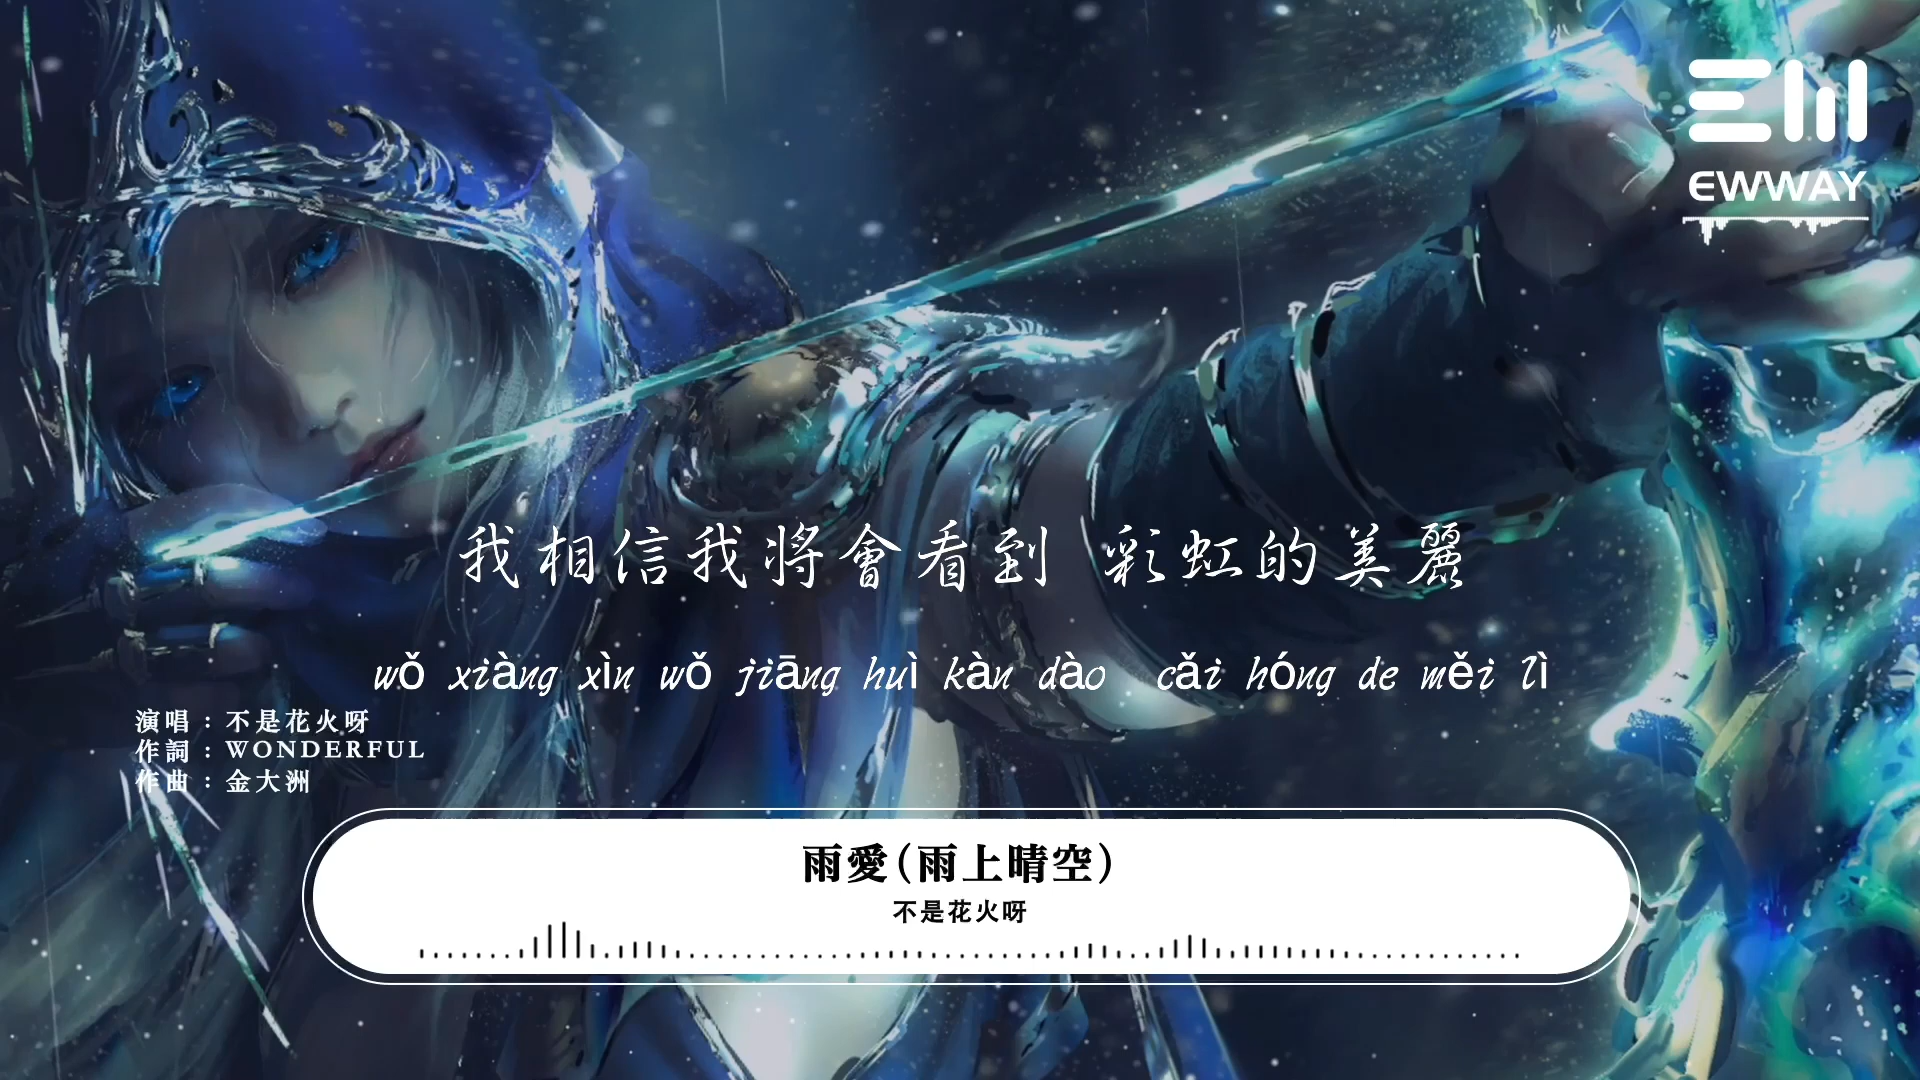 EW
EWWAY
我相信我將會看到 彩虹的美麗
wǒ xiàng xìn wǒ jiāng huì kàn dào cǎi hóng de měi lì
演唱：不是花火呀
作詞：WONDERFUL
作曲：金大洲
雨愛(雨上晴空)
不是花火呀